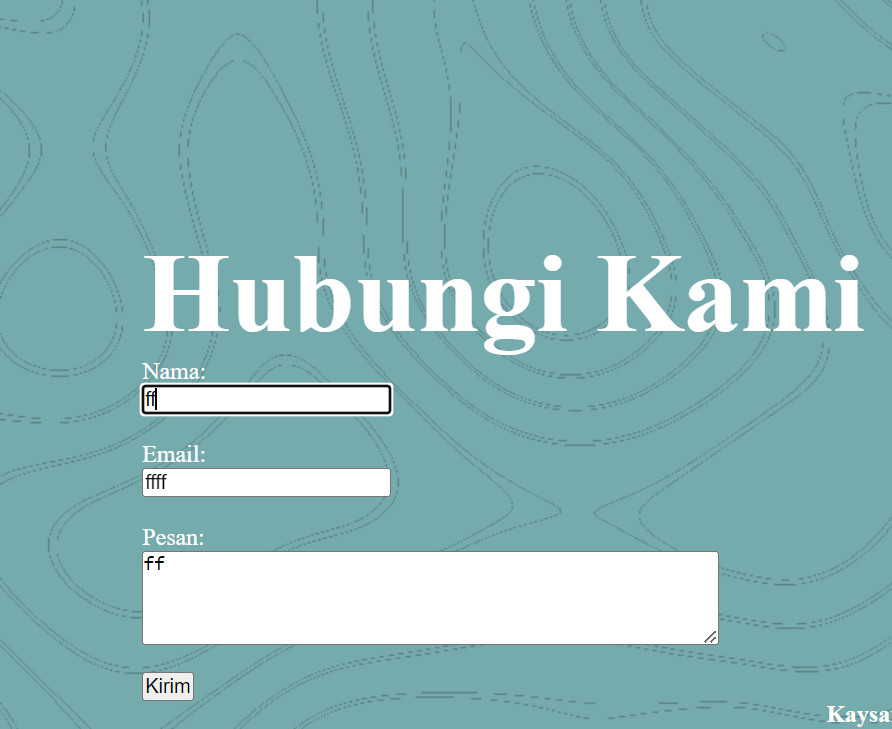 Hubungi Kami
Nama:
ff
Email:
ffff
Pesan:
ff
Kirim